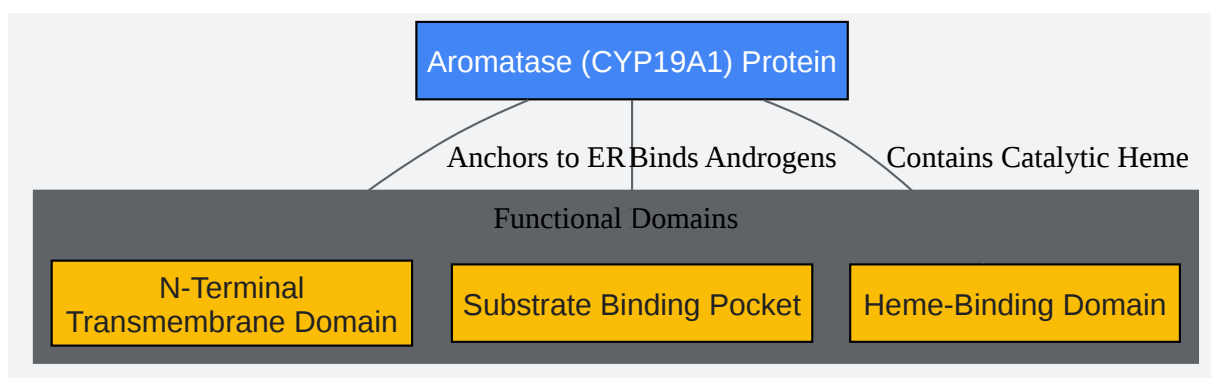 Aromatase (CYP19A1) Protein
Anchors to ER
Binds Androgens
Contains Catalytic Heme
Functional Domains
N-Terminal
Transmembrane Domain
Substrate Binding Pocket
Heme-Binding Domain